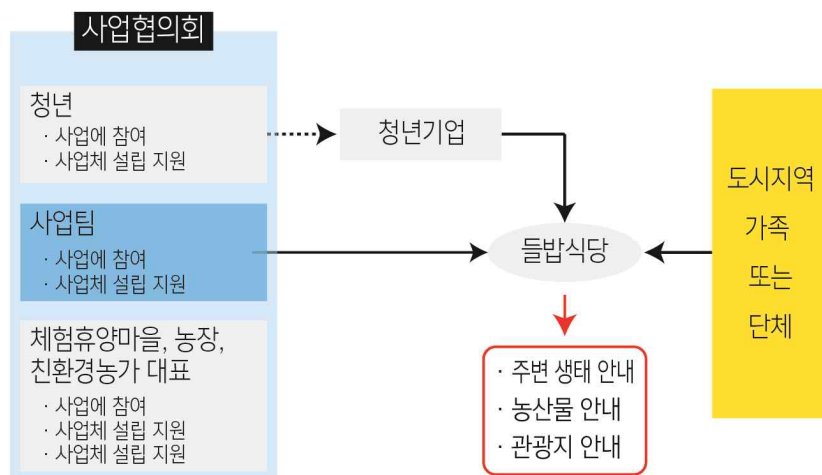 사업협의회
청년
· 사업에 참여
· 사업체 설립 지원
사업팀
· 사업에 참여
· 사업체 설립 지원
체험휴양마을, 농장,
친환경농가 대표
· 사업에 참여
· 사업체 설립 지원
· 사업체 설립 지원
청년기업
들밥식당
· 주변 생태 안내
· 농산물 안내
· 관광지 안내
도시지역
가족
또는
단체